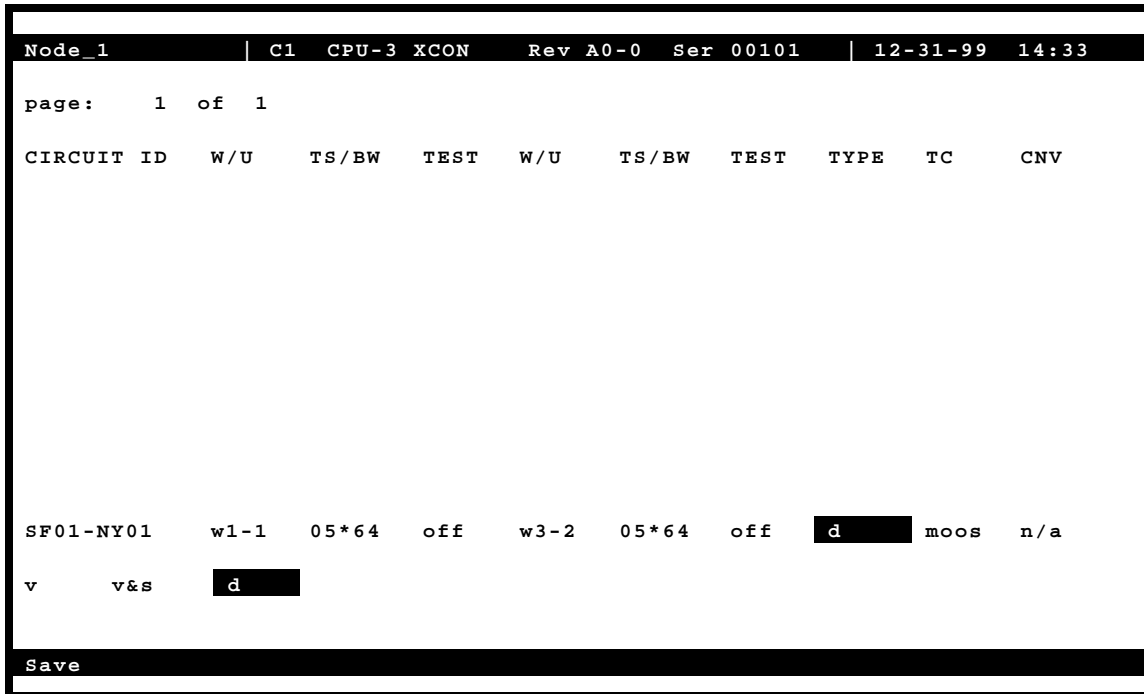 Node_1 | C1 CPU-3 XCON Rev A0-0 Ser 00101 | 12-31-99 14:33
page: 1 of 1
CIRCUIT ID W/U TS/BW TEST W/U TS/BW TEST TYPE TC CNV
SF01-NY01 w1-1 05*64 off w3-2 05*64 off d moos n/a
v v&s d
Save